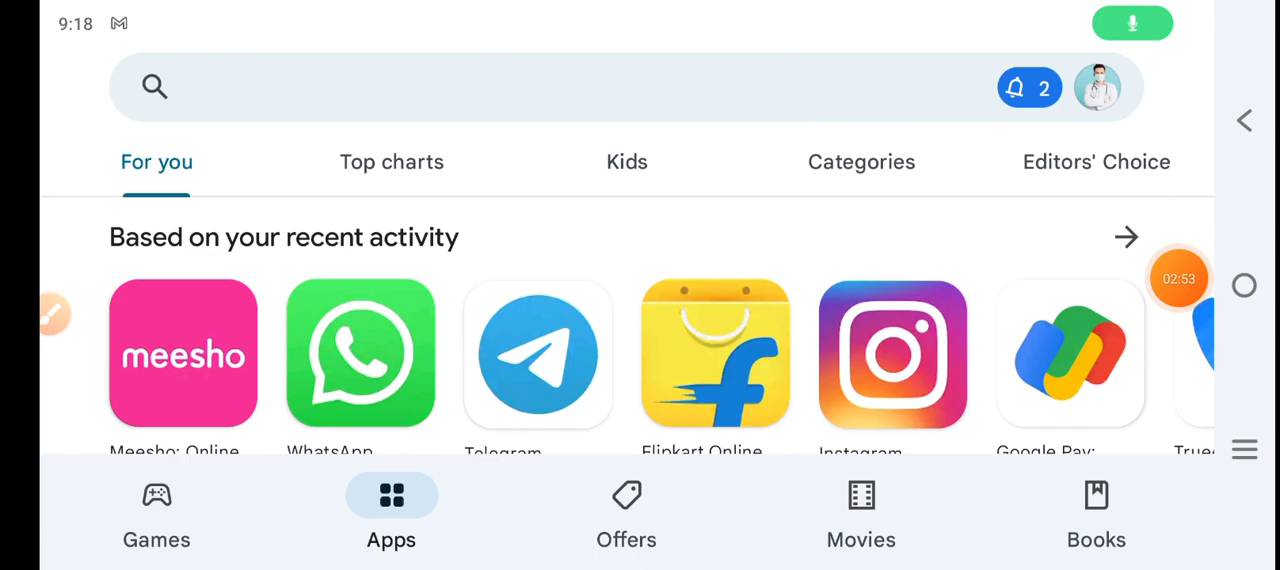 9:18
2
For you Top charts Kids Categories Editors' Choice
Based on your recent activity
02:53
meesho
Meesho: Online WhatsApp Telegram Flipkart Online Instagram Google Pay: True
Games Apps Offers Movies Books